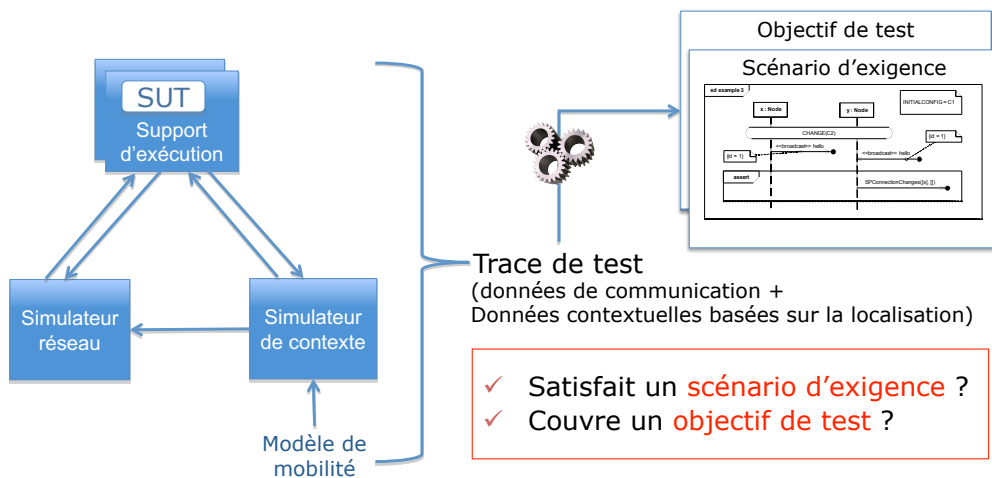 Objectif de test
Scénario d'exigence
sd example 3
x : Node
y : Node
INITIALCONFIG = C1
CHANGE(C2)
{id = 1}
<<broadcast>> hello
<<broadcast>> hello
{id = 1}
assert
SPConnectionChanges([x], [])
SUT
Support
d'exécution
Simulateur
réseau
Simulateur
de contexte
Modèle de
mobilité
Trace de test
(données de communication +
Données contextuelles basées sur la localisation)
Satisfait un scénario d'exigence ?
Couvre un objectif de test ?